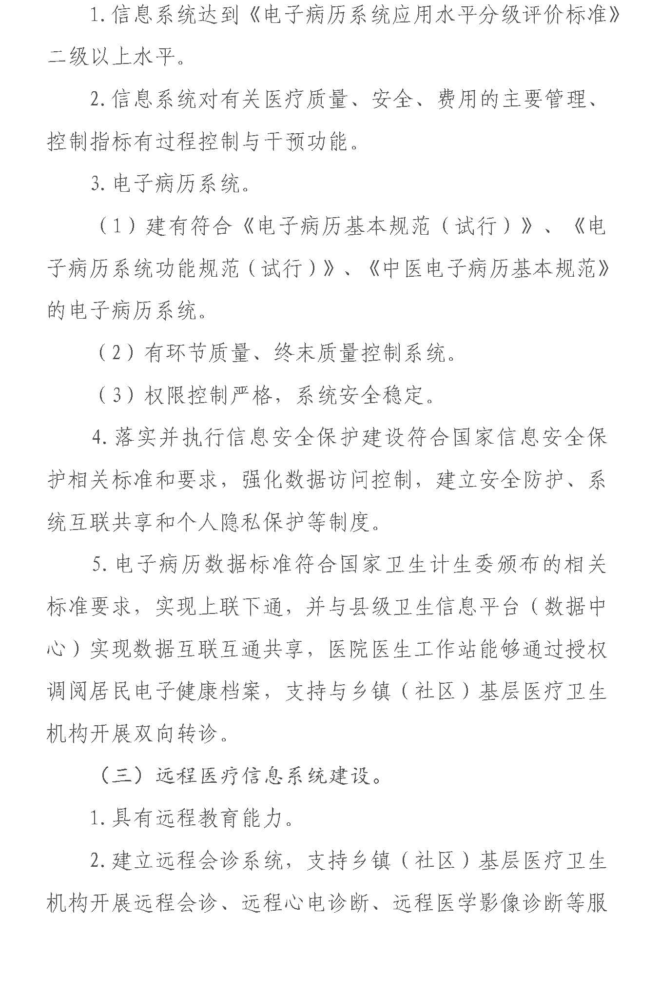 1. 信息系统达到《电子病历系统应用水平分级评价标准》
二级以上水平。
2. 信息系统对有关医疗质量、安全、费用的主要管理、
控制指标有过程控制与干预功能。
3. 电子病历系统。
（1）建有符合《电子病历基本规范（试行）》、《电
子病历系统功能规范（试行）》、《中医电子病历基本规范》
的电子病历系统。
（2）有环节质量、终末质量控制系统。
（3）权限控制严格，系统安全稳定。
4. 落实并执行信息安全保护建设符合国家信息安全保
护相关标准和要求，强化数据访问控制，建立安全防护、系
统互联共享和个人隐私保护等制度。
5. 电子病历数据标准符合国家卫生计生委颁布的相关
标准要求，实现上联下通，并与县级卫生信息平台（数据中
心）实现数据互联互通共享，医院医生工作站能够通过授权
调阅居民电子健康档案，支持与乡镇（社区）基层医疗卫生
机构开展双向转诊。
（三）远程医疗信息系统建设。
1. 具有远程教育能力。
2. 建立远程会诊系统，支持乡镇（社区）基层医疗卫生
机构开展远程会诊、远程心电诊断、远程医学影像诊断等服